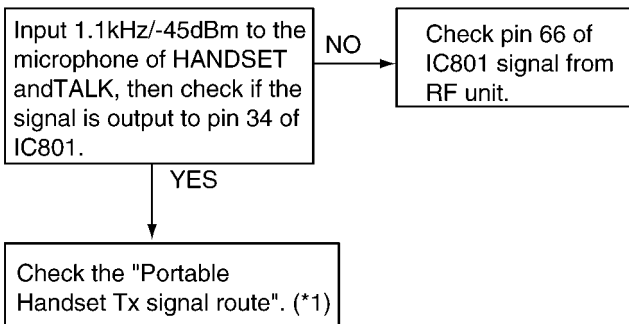 Input 1.1kHz/-45dBm to the
microphone of HANDSET
andTALK, then check if the
signal is output to pin 34 of
IC801.
NO
Check pin 66 of
IC801 signal from
RF unit.
YES
Check the "Portable
Handset Tx signal route". (*1)